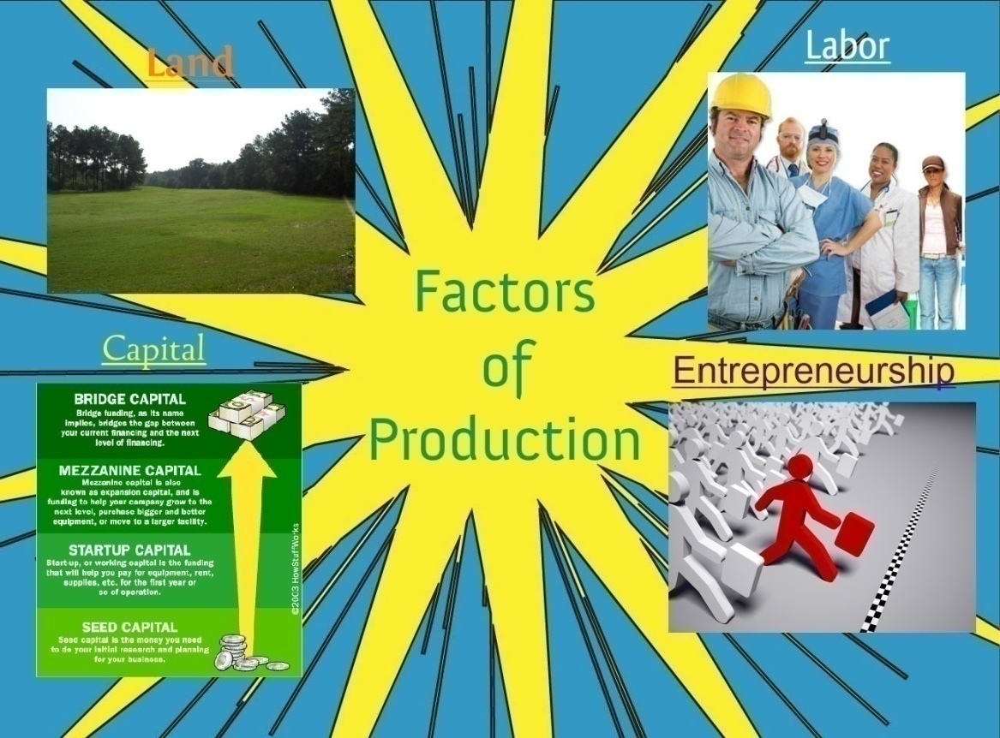 Land
Labor
Factors
of
Production
Capital
BRIDGE CAPITAL
Bridge funding, as its name
implies, bridges the gap between
your current financing and the next
level of financing.
MEZZANINE CAPITAL
Mezzanine capital is also
known as expansion capital, and is
funding to help your company grow to the
next level, purchase bigger and better
equipment, or move to a larger facility.
STARTUP CAPITAL
Start-up, or working capital is the funding
that will help you pay for equipment, rent,
supplies, etc. for the first year or
so of operation.
SEED CAPITAL
Seed capital is the money you need
to do your initial research and planning
for your business.
©2003 HowStuffWorks
Entrepreneurship